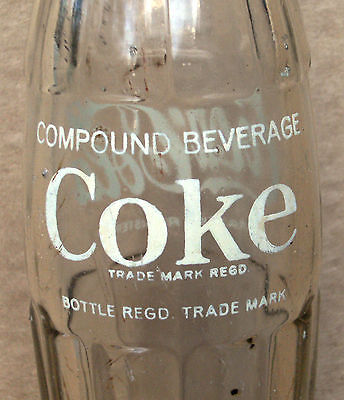 COMPOUND BEVERAGE
Coke
TRADE MARK REGD.
BOTTLE REGD. TRADE MARK